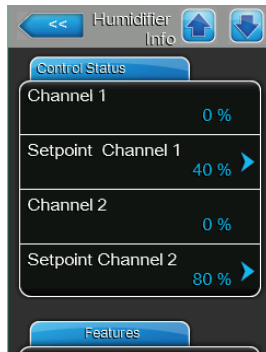 << Humidifier
Info
Control Status
Channel 1
0 %
Setpoint Channel 1
40 %
Channel 2
0 %
Setpoint Channel 2
80 %
Features